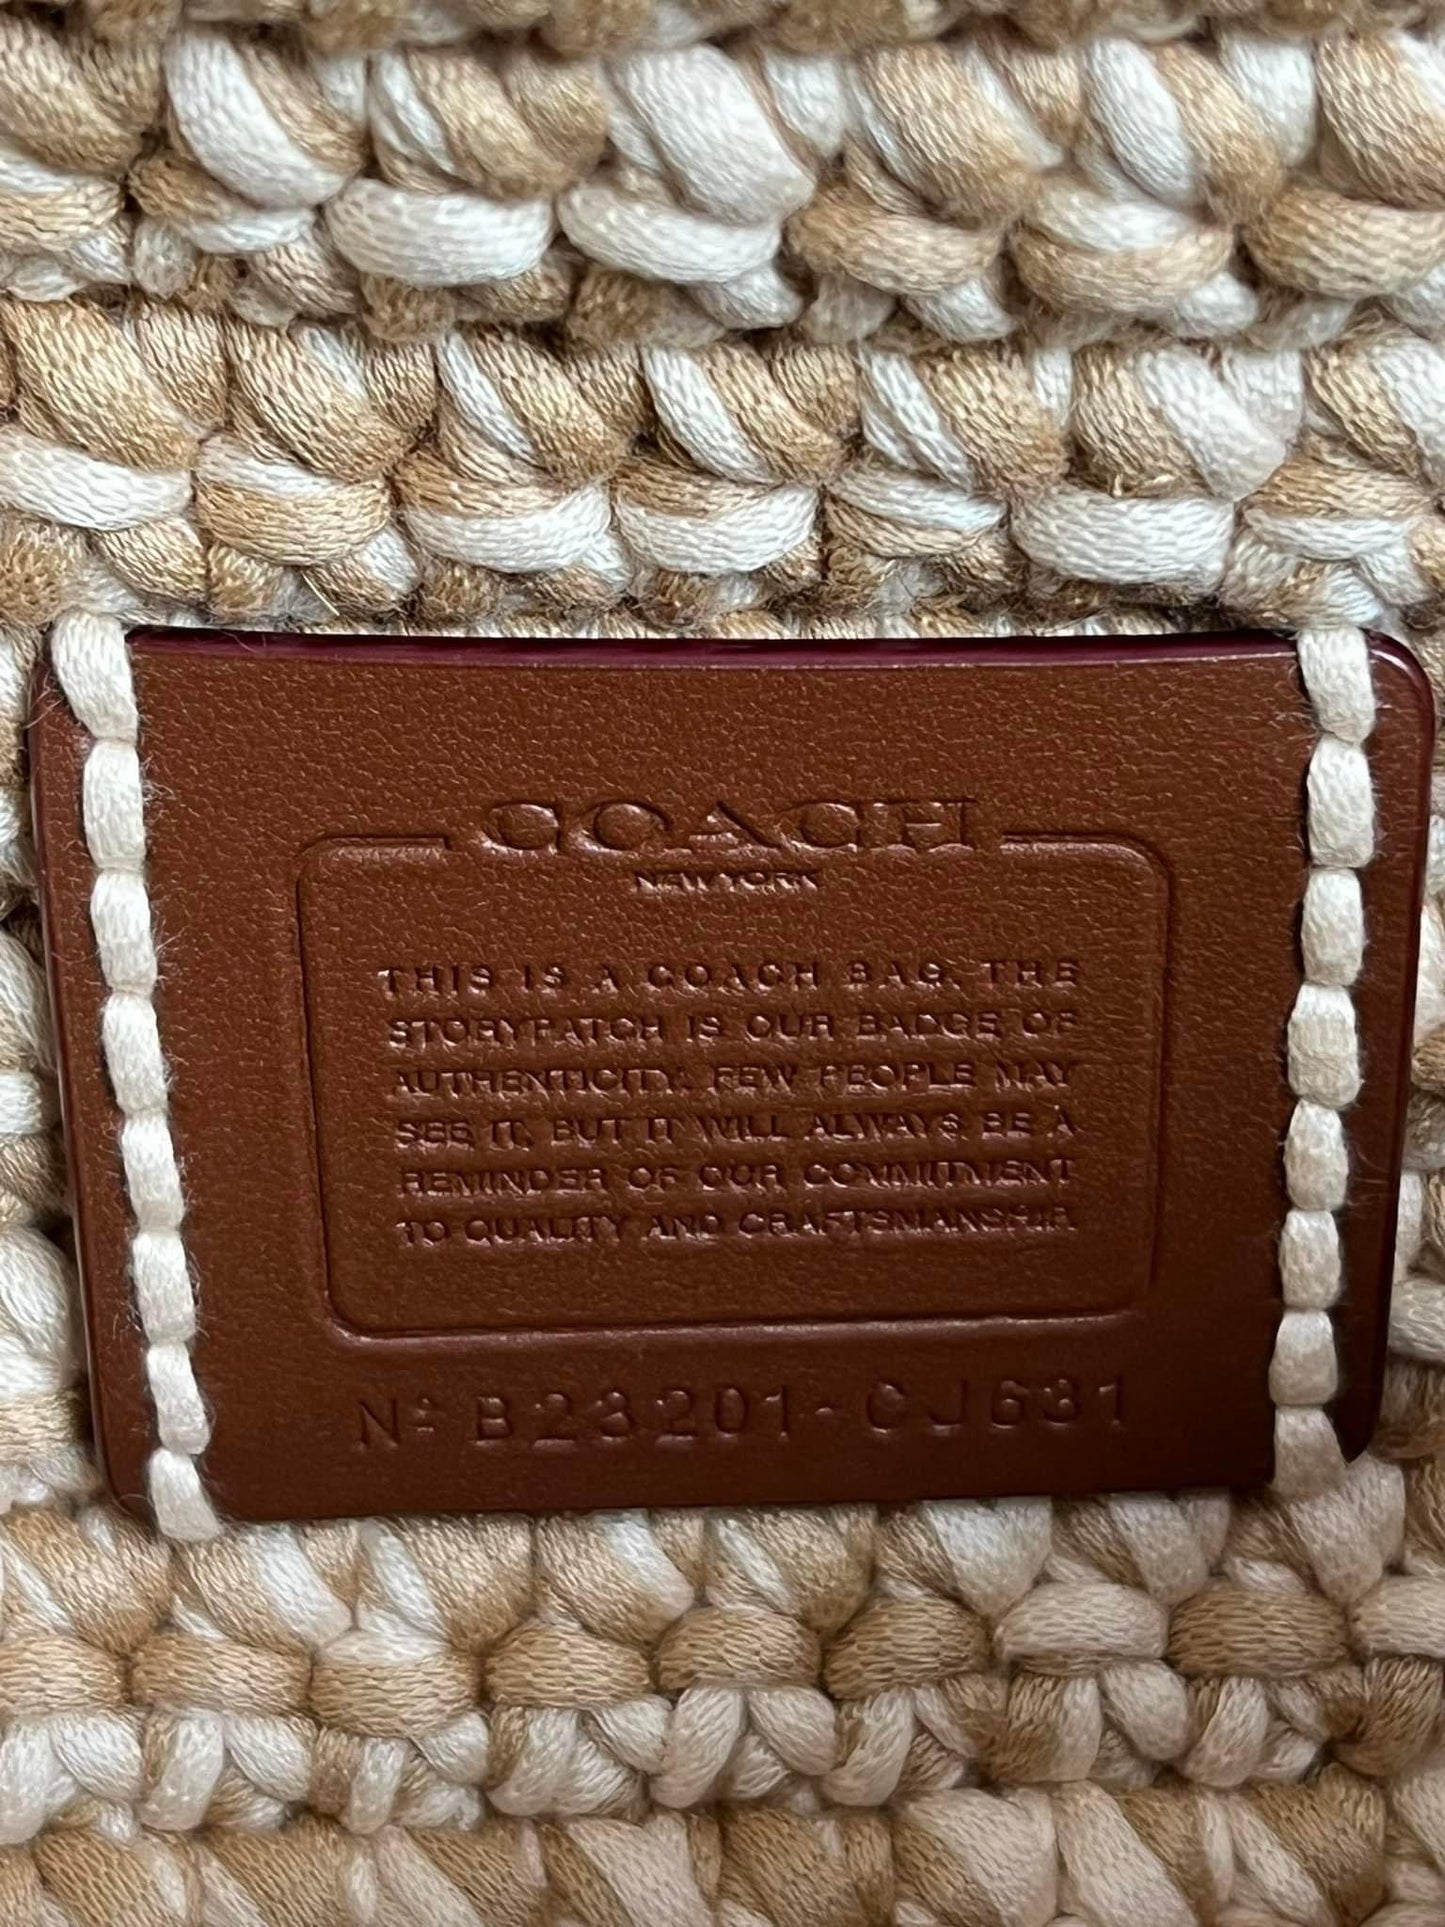 COACH
NEW YORK
THIS IS A COACH BAG. THE
STORYPATCH IS OUR BADGE OF
AUTHENTICITY. FEW PEOPLE MAY
SEE IT, BUT IT WILL ALWAYS BE A
REMINDER OF OUR COMMITMENT
TO QUALITY AND CRAFTSMANSHIP.
Nº B23201-CJ631